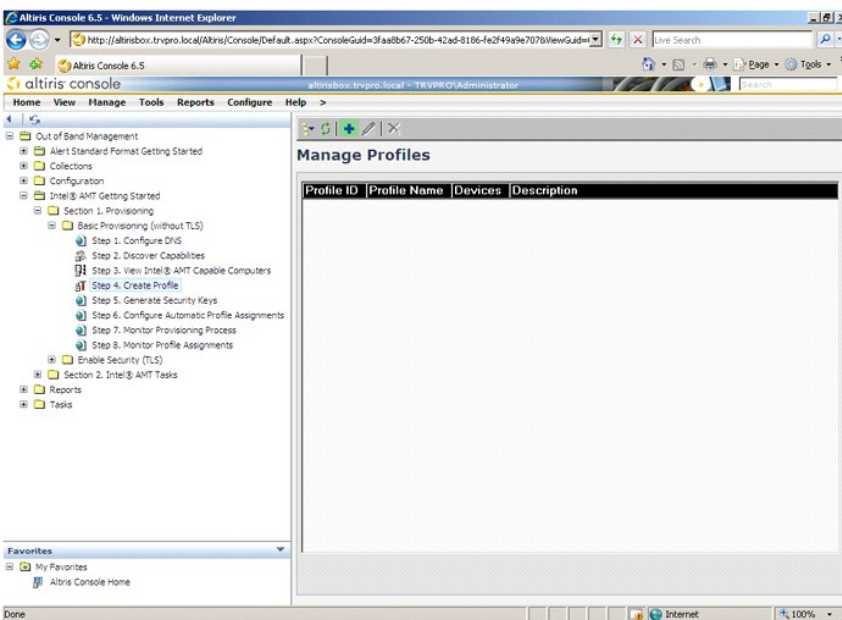 Altiris Console 6.5 - Windows Internet Explorer
http://altirisbox.trvpro.local/Altiris/Console/Default.aspx?ConsoleGuid=3faa8b67-250b-42ad-8186-fe2f49a9e707&ViewGuid=
Live Search
Altiris Console 6.5
Page
Tools
altiris console
altirisbox.trvpro.local - TRVPRO\Administrator
Search
Home View Manage Tools Reports Configure Help >
Out of Band Management
Alert Standard Format Getting Started
Collections
Configuration
Intel® AMT Getting Started
Section 1. Provisioning
Basic Provisioning (without TLS)
Step 1. Configure DNS
Step 2. Discover Capabilities
Step 3. View Intel® AMT Capable Computers
Step 4. Create Profile
Step 5. Generate Security Keys
Step 6. Configure Automatic Profile Assignments
Step 7. Monitor Provisioning Process
Step 8. Monitor Profile Assignments
Enable Security (TLS)
Section 2. Intel® AMT Tasks
Reports
Tasks
Manage Profiles
Profile ID Profile Name Devices Description
Favorites
My Favorites
Altiris Console Home
Done
Internet
100%